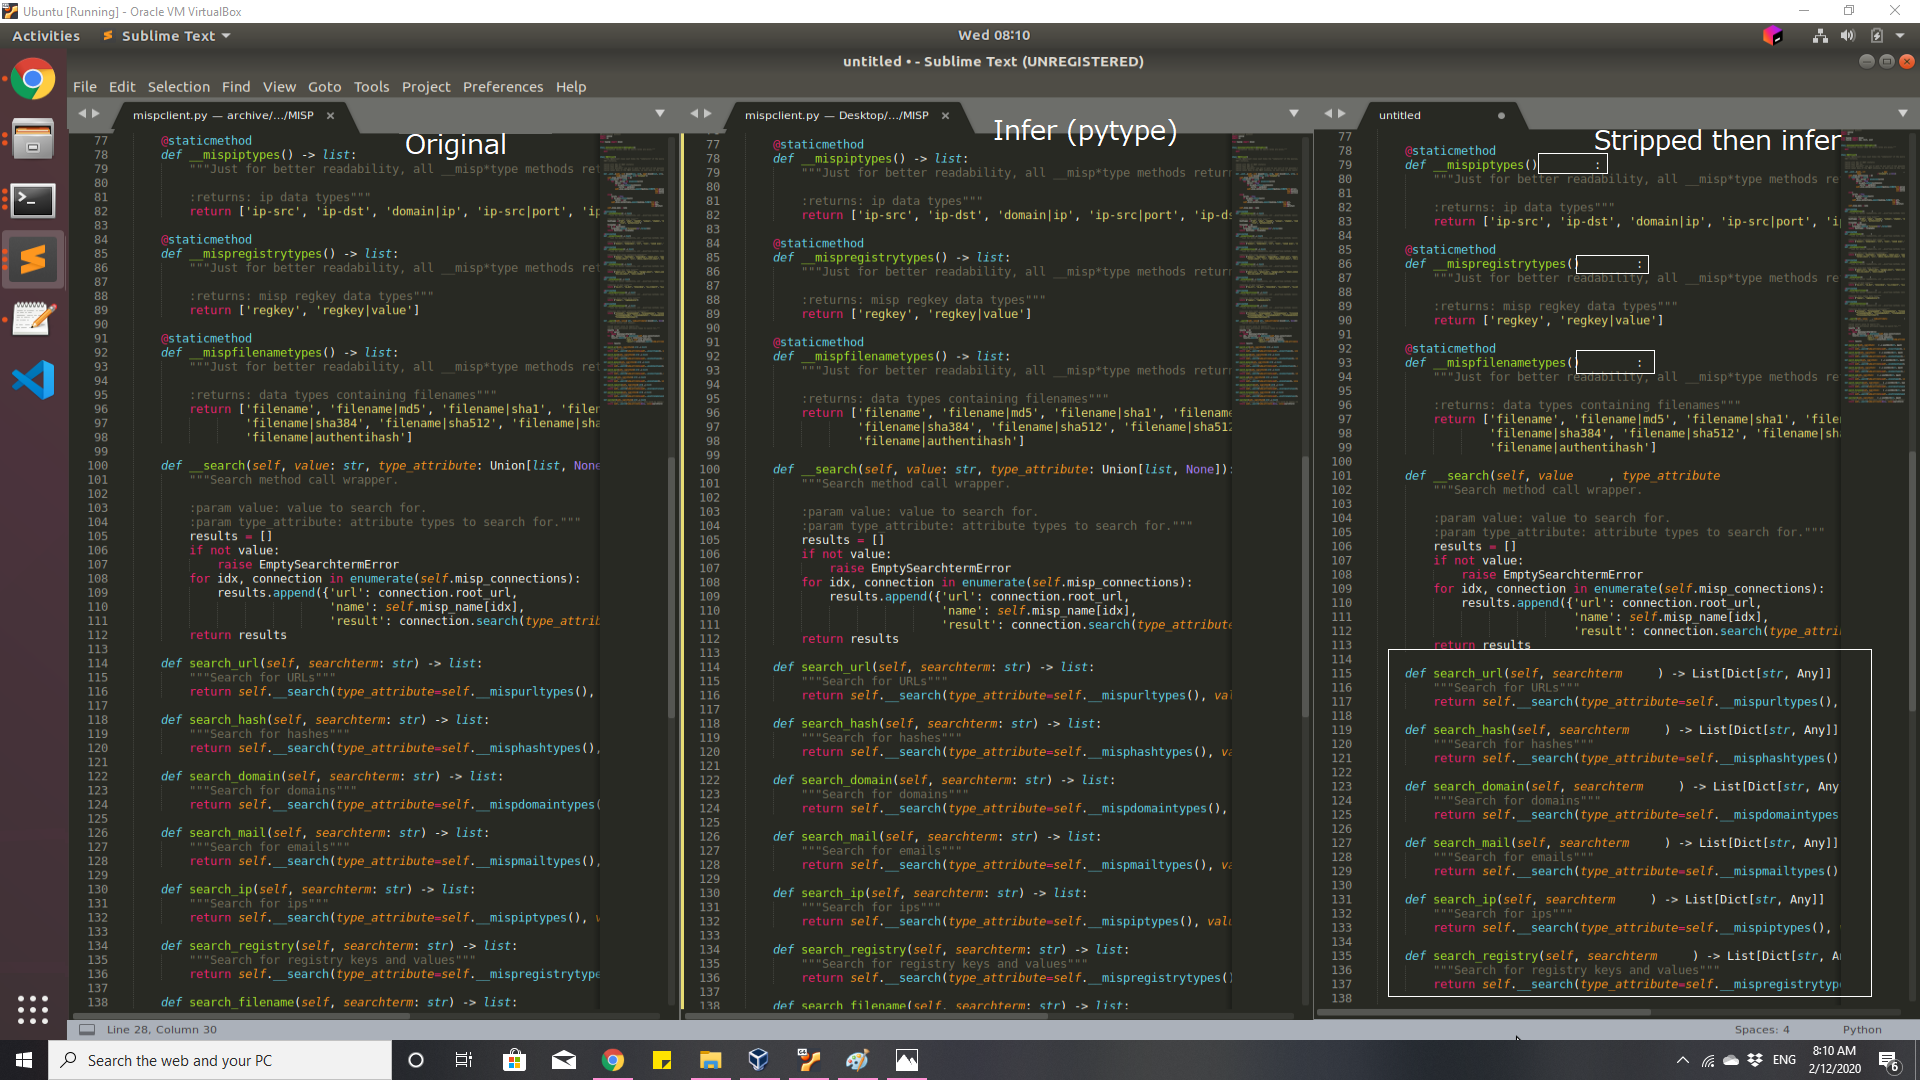 Ubuntu [Running] - Oracle VM VirtualBox
Activities Sublime Text Wed 08:10
untitled • - Sublime Text (UNREGISTERED)
File Edit Selection Find View Goto Tools Project Preferences Help
mispclient.py — archive/.../MISP ×
Original
77 @staticmethod
78 def __mispiptypes() -> list:
79 """Just for better readability, all __misp*type methods ret
80
81 :returns: ip data types"""
82 return ['ip-src', 'ip-dst', 'domain|ip', 'ip-src|port', 'ip
83
84 @staticmethod
85 def __mispregistrytypes() -> list:
86 """Just for better readability, all __misp*type methods ret
87
88 :returns: misp regkey data types"""
89 return ['regkey', 'regkey|value']
90
91 @staticmethod
92 def __mispfilenametypes() -> list:
93 """Just for better readability, all __misp*type methods ret
94
95 :returns: data types containing filenames"""
96 return ['filename', 'filename|md5', 'filename|sha1', 'filen
97 'filename|sha384', 'filename|sha512', 'filename|sha
98 'filename|authentihash']
99
100 def __search(self, value: str, type_attribute: Union[list, None
101 """Search method call wrapper.
102
103 :param value: value to search for.
104 :param type_attribute: attribute types to search for."""
105 results = []
106 if not value:
107 raise EmptySearchtermError
108 for idx, connection in enumerate(self.misp_connections):
109 results.append({'url': connection.root_url,
110 'name': self.misp_name[idx],
111 'result': connection.search(type_attrib
112 return results
113
114 def search_url(self, searchterm: str) -> list:
115 """Search for URLs"""
116 return self.__search(type_attribute=self.__mispurltypes(),
117
118 def search_hash(self, searchterm: str) -> list:
119 """Search for hashes"""
120 return self.__search(type_attribute=self.__misphashtypes(),
121
122 def search_domain(self, searchterm: str) -> list:
123 """Search for domains"""
124 return self.__search(type_attribute=self.__mispdomaintypes(
125
126 def search_mail(self, searchterm: str) -> list:
127 """Search for emails"""
128 return self.__search(type_attribute=self.__mispmailtypes(),
129
130 def search_ip(self, searchterm: str) -> list:
131 """Search for ips"""
132 return self.__search(type_attribute=self.__mispiptypes(), v
133
134 def search_registry(self, searchterm: str) -> list:
135 """Search for registry keys and values"""
136 return self.__search(type_attribute=self.__mispregistrytype
137
138 def search_filename(self, searchterm: str) -> list:
mispclient.py — Desktop/.../MISP ×
Infer (pytype)
77 @staticmethod
78 def __mispiptypes() -> list:
79 """Just for better readability, all __misp*type methods return
80
81 :returns: ip data types"""
82 return ['ip-src', 'ip-dst', 'domain|ip', 'ip-src|port', 'ip-ds
83
84 @staticmethod
85 def __mispregistrytypes() -> list:
86 """Just for better readability, all __misp*type methods return
87
88 :returns: misp regkey data types"""
89 return ['regkey', 'regkey|value']
90
91 @staticmethod
92 def __mispfilenametypes() -> list:
93 """Just for better readability, all __misp*type methods return
94
95 :returns: data types containing filenames"""
96 return ['filename', 'filename|md5', 'filename|sha1', 'filename
97 'filename|sha384', 'filename|sha512', 'filename|sha512
98 'filename|authentihash']
99
100 def __search(self, value: str, type_attribute: Union[list, None]):
101 """Search method call wrapper.
102
103 :param value: value to search for.
104 :param type_attribute: attribute types to search for."""
105 results = []
106 if not value:
107 raise EmptySearchtermError
108 for idx, connection in enumerate(self.misp_connections):
109 results.append({'url': connection.root_url,
110 'name': self.misp_name[idx],
111 'result': connection.search(type_attribute
112 return results
113
114 def search_url(self, searchterm: str) -> list:
115 """Search for URLs"""
116 return self.__search(type_attribute=self.__mispurltypes(), val
117
118 def search_hash(self, searchterm: str) -> list:
119 """Search for hashes"""
120 return self.__search(type_attribute=self.__misphashtypes(), va
121
122 def search_domain(self, searchterm: str) -> list:
123 """Search for domains"""
124 return self.__search(type_attribute=self.__mispdomaintypes(),
125
126 def search_mail(self, searchterm: str) -> list:
127 """Search for emails"""
128 return self.__search(type_attribute=self.__mispmailtypes(), va
129
130 def search_ip(self, searchterm: str) -> list:
131 """Search for ips"""
132 return self.__search(type_attribute=self.__mispiptypes(), valu
133
134 def search_registry(self, searchterm: str) -> list:
135 """Search for registry keys and values"""
136 return self.__search(type_attribute=self.__mispregistrytypes()
137
138 def search_filename(self, searchterm: str) -> list:
untitled
Stripped then infer
77
78 @staticmethod
79 def __mispiptypes() :
80 """Just for better readability, all __misp*type methods re
81
82 :returns: ip data types"""
83 return ['ip-src', 'ip-dst', 'domain|ip', 'ip-src|port', 'i
84
85 @staticmethod
86 def __mispregistrytypes() :
87 """Just for better readability, all __misp*type methods re
88
89 :returns: misp regkey data types"""
90 return ['regkey', 'regkey|value']
91
92 @staticmethod
93 def __mispfilenametypes() :
94 """Just for better readability, all __misp*type methods re
95
96 :returns: data types containing filenames"""
97 return ['filename', 'filename|md5', 'filename|sha1', 'file
98 'filename|sha384', 'filename|sha512', 'filename|sh
99 'filename|authentihash']
100
101 def __search(self, value , type_attribute
102 """Search method call wrapper.
103
104 :param value: value to search for.
105 :param type_attribute: attribute types to search for."""
106 results = []
107 if not value:
108 raise EmptySearchtermError
109 for idx, connection in enumerate(self.misp_connections):
110 results.append({'url': connection.root_url,
111 'name': self.misp_name[idx],
112 'result': connection.search(type_attri
113 return results
114
115 def search_url(self, searchterm ) -> List[Dict[str, Any]]
116 """Search for URLs"""
117 return self.__search(type_attribute=self.__mispurltypes(),
118
119 def search_hash(self, searchterm ) -> List[Dict[str, Any]]
120 """Search for hashes"""
121 return self.__search(type_attribute=self.__misphashtypes()
122
123 def search_domain(self, searchterm ) -> List[Dict[str, Any
124 """Search for domains"""
125 return self.__search(type_attribute=self.__mispdomaintypes
126
127 def search_mail(self, searchterm ) -> List[Dict[str, Any]]
128 """Search for emails"""
129 return self.__search(type_attribute=self.__mispmailtypes()
130
131 def search_ip(self, searchterm ) -> List[Dict[str, Any]]
132 """Search for ips"""
133 return self.__search(type_attribute=self.__mispiptypes(),
134
135 def search_registry(self, searchterm ) -> List[Dict[str, A
136 """Search for registry keys and values"""
137 return self.__search(type_attribute=self.__mispregistrytyp
138
Line 28, Column 30 Spaces: 4 Python
Search the web and your PC
ENG 8:10 AM
2/12/2020
6